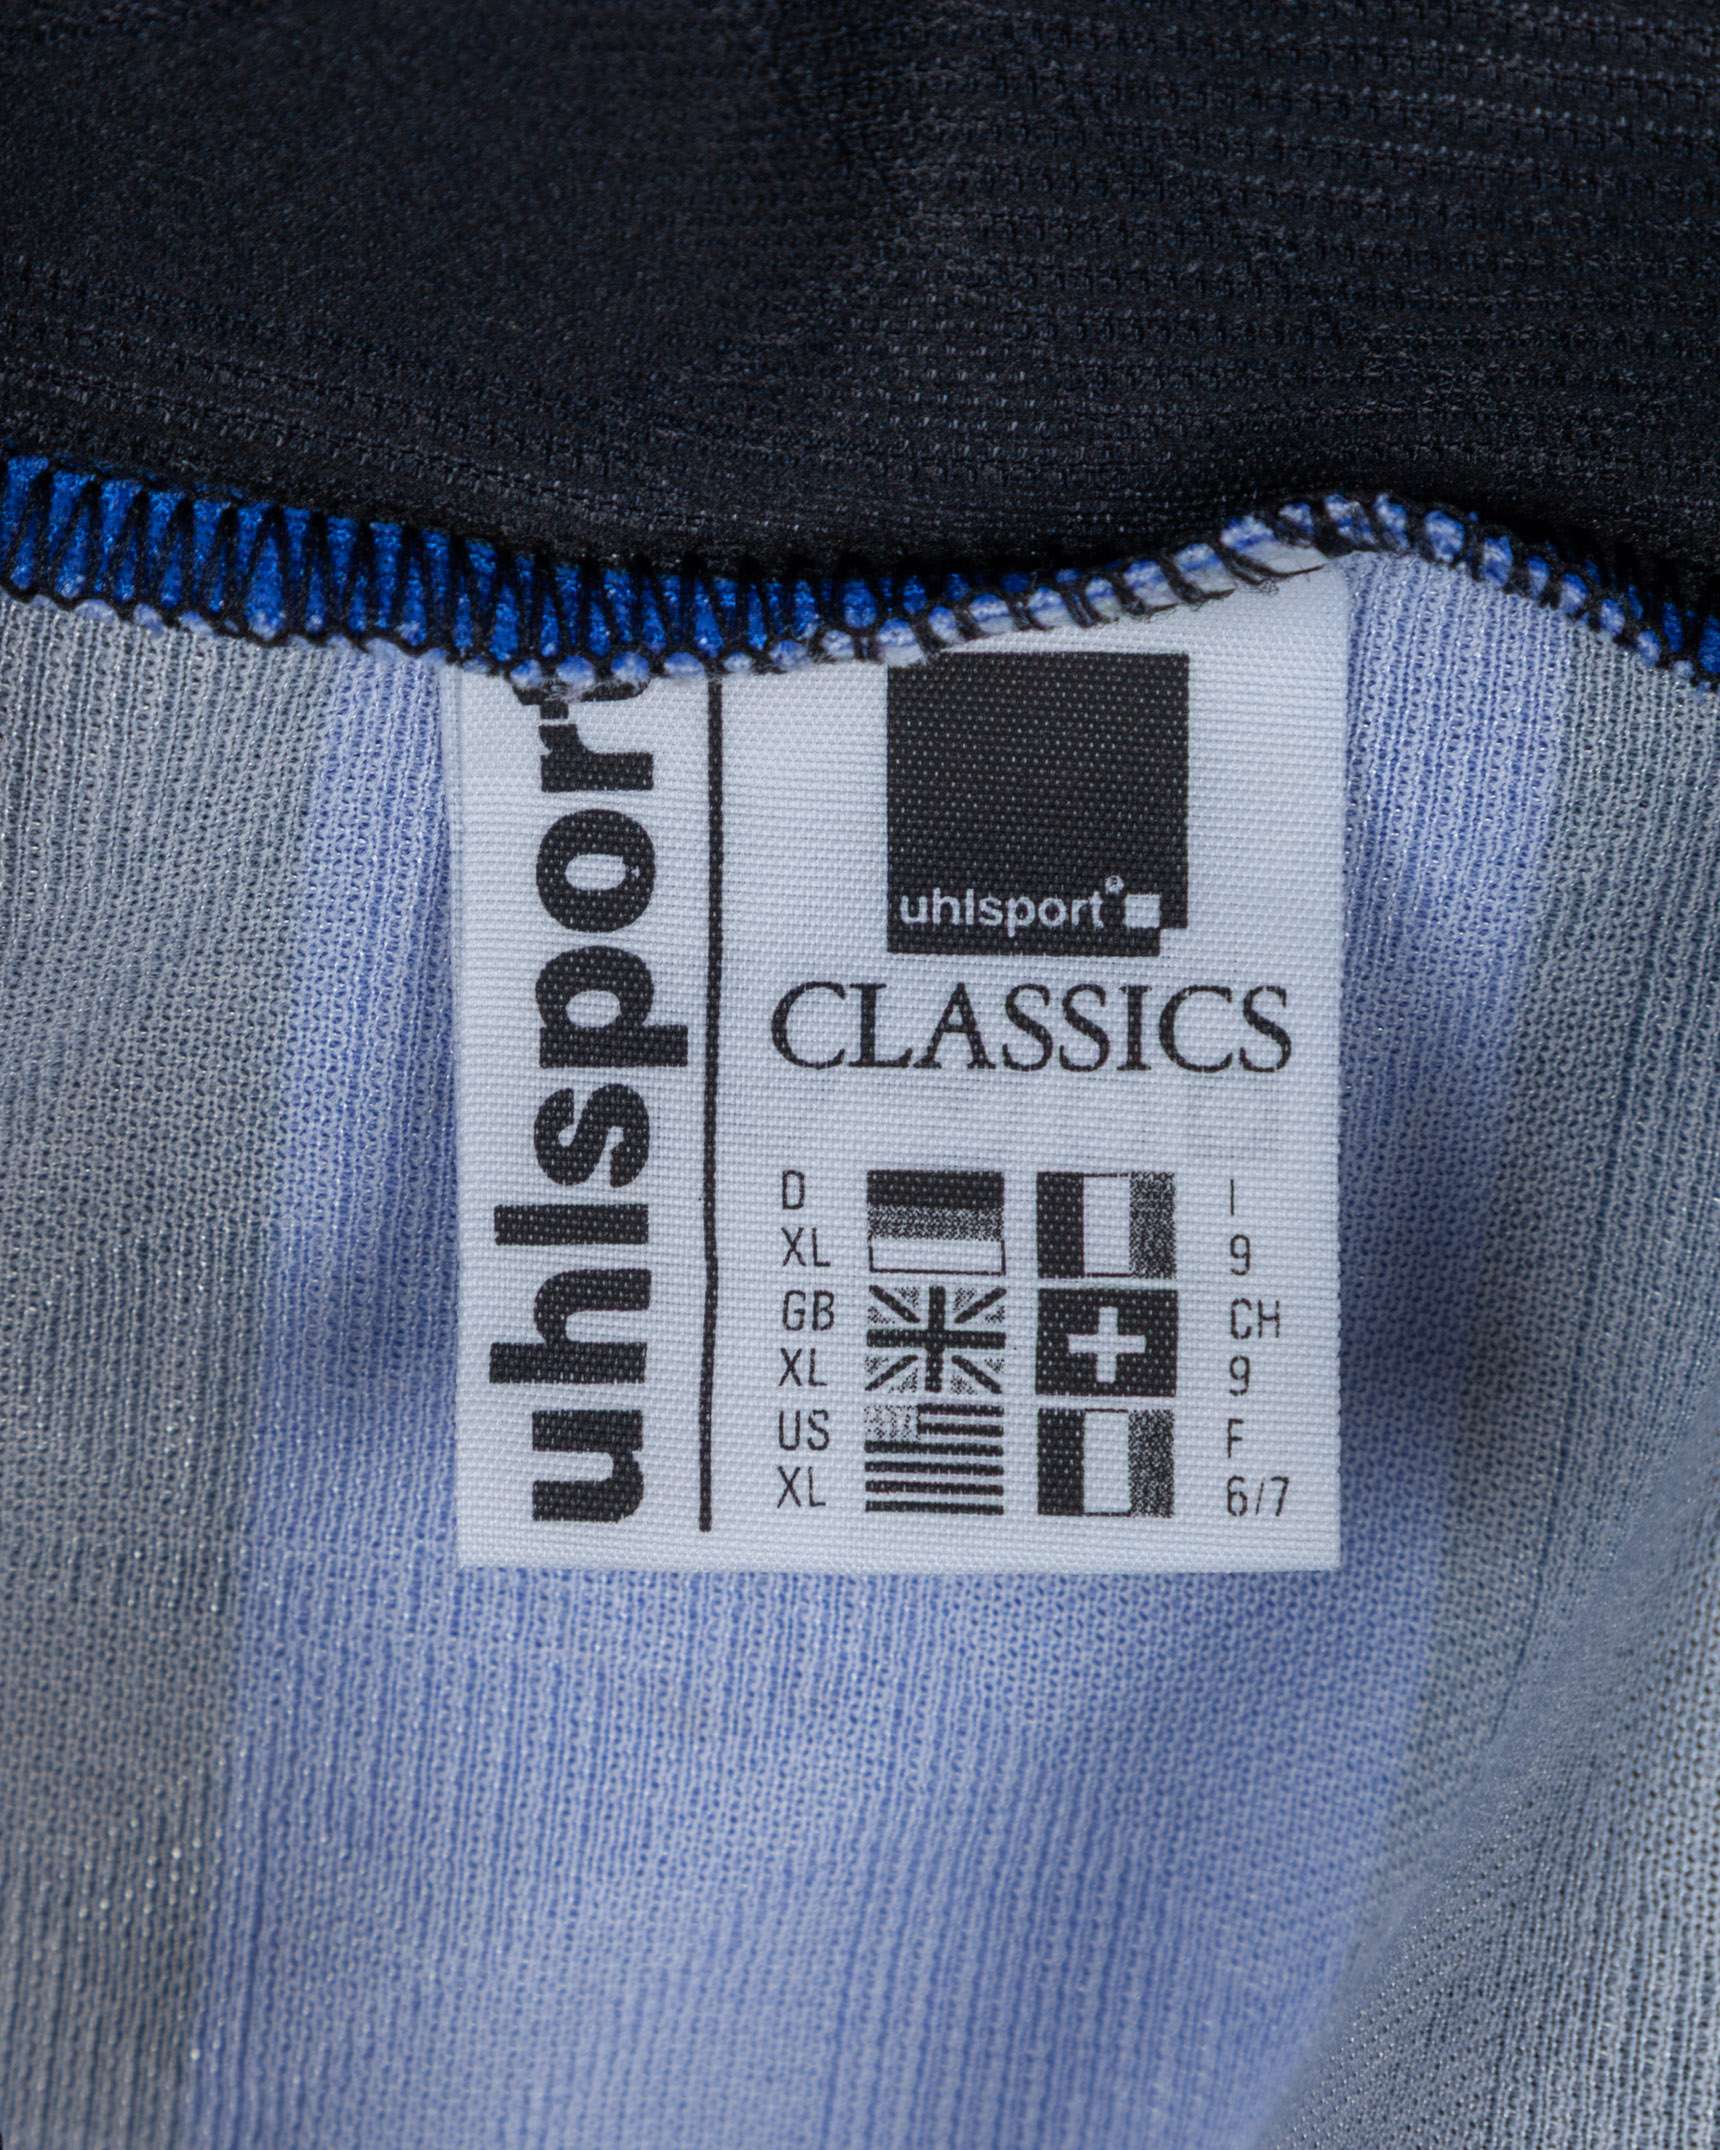 uhlsport
uhlsport®
CLASSICS
D
XL
GB
XL
US
XL
I
9
CH
9
F
6/7